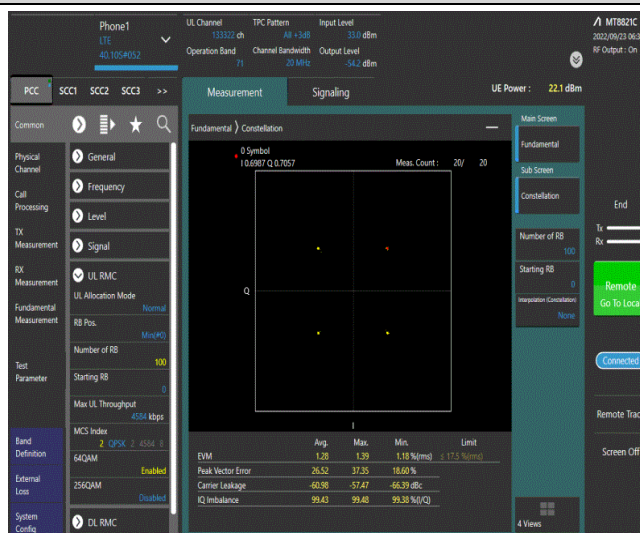 Phone1
LTE
40.10S#052
UL Channel TPC Pattern Input Level
133322 ch All +3dB 33.0 dBm
Operation Band Channel Bandwidth Output Level
71 20 MHz -54.2 dBm
MT8821C
2022/09/23 06:3
RF Output : On
PCC SCC1 SCC2 SCC3 >>
Measurement Signaling
UE Power : 22.1 dBm
Common
Physical
Channel
Call
Processing
TX
Measurement
RX
Measurement
Fundamental
Measurement
Test
Parameter
Band
Definition
External
Loss
System
Config
General
Frequency
Level
Signal
UL RMC
UL Allocation Mode
Normal
RB Pos.
Min(#0)
Number of RB
100
Starting RB
0
Max UL Throughput
4584 kbps
MCS Index
2 QPSK 2 4584 8
64QAM
Enabled
256QAM
Disabled
DL RMC
Fundamental Constellation
0 Symbol
I 0.6987 Q 0.7057
Meas. Count : 20/ 20
Q
I
Avg. Max. Min. Limit
EVM 1.28 1.39 1.18 %(rms) ≤ 17.5 %(rms)
Peak Vector Error 26.52 37.35 18.60 %
Carrier Leakage -60.98 -57.47 -66.39 dBc
IQ Imbalance 99.43 99.48 99.38 %(I/Q)
Main Screen
Fundamental
Sub Screen
Constellation
Number of RB
100
Starting RB
0
Interpolation (Constellation)
None
4 Views
End
Tx
Rx
Remote
Go To Loca
Connected
Remote Trac
Screen Off